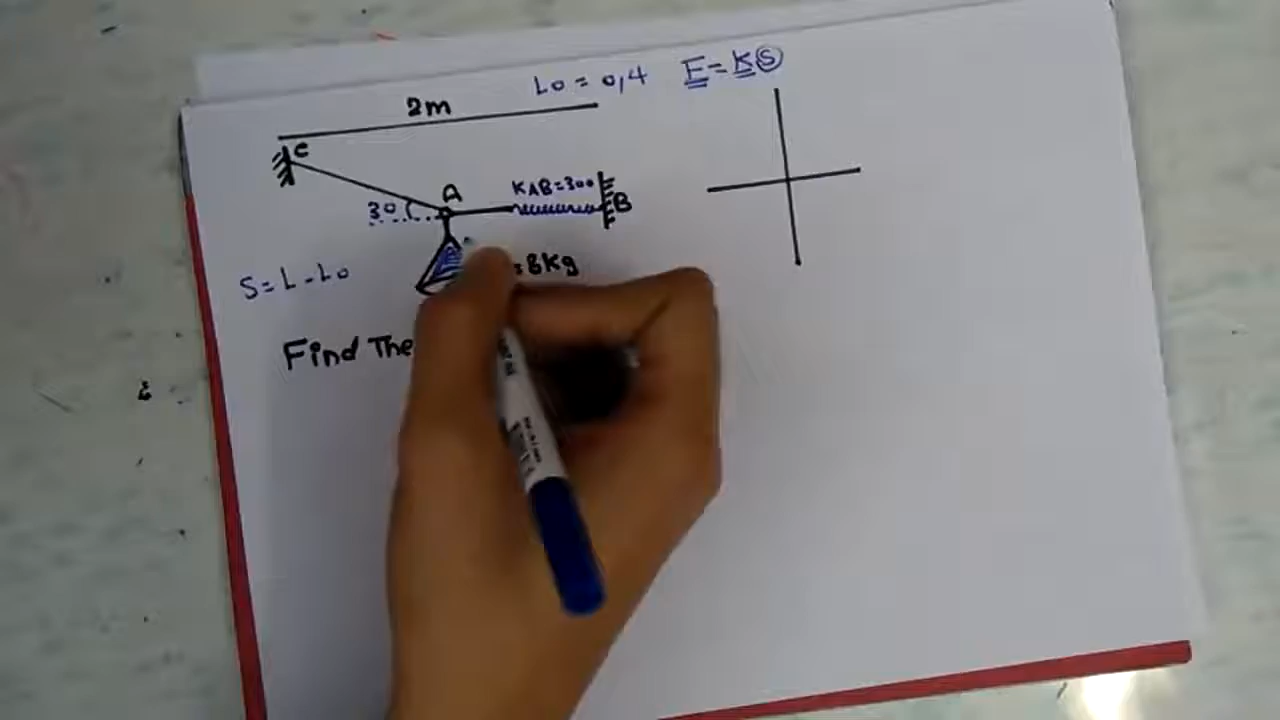 Lo = 0,4 F = KS
2m
C
A
KAB=300
B
30
=8Kg
S = L - Lo
Find The